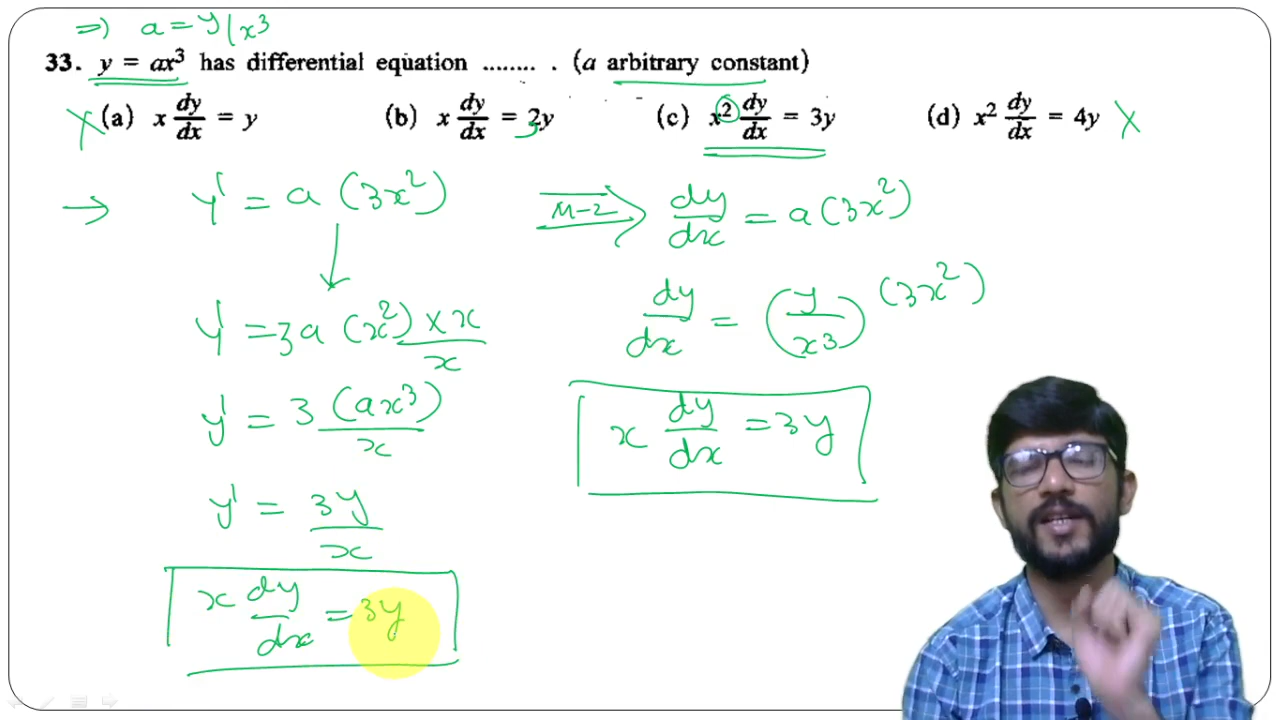 ⇒) a = y/x³
33. y = ax³ has differential equation ........ . (a arbitrary constant)
X (a) x dy/dx = y (b) x dy/dx = 2y 3 (c) x² dy/dx = 3y (d) x² dy/dx = 4y X
→ y' = a (3x²)
y' = 3a (x²) × x/x
y' = 3 (ax³)/x
y' = 3y/x
x dy/dx = 3y
M-2
dy/dx = a(3x²)
dy/dx = (y/x³) (3x²)
x dy/dx = 3y